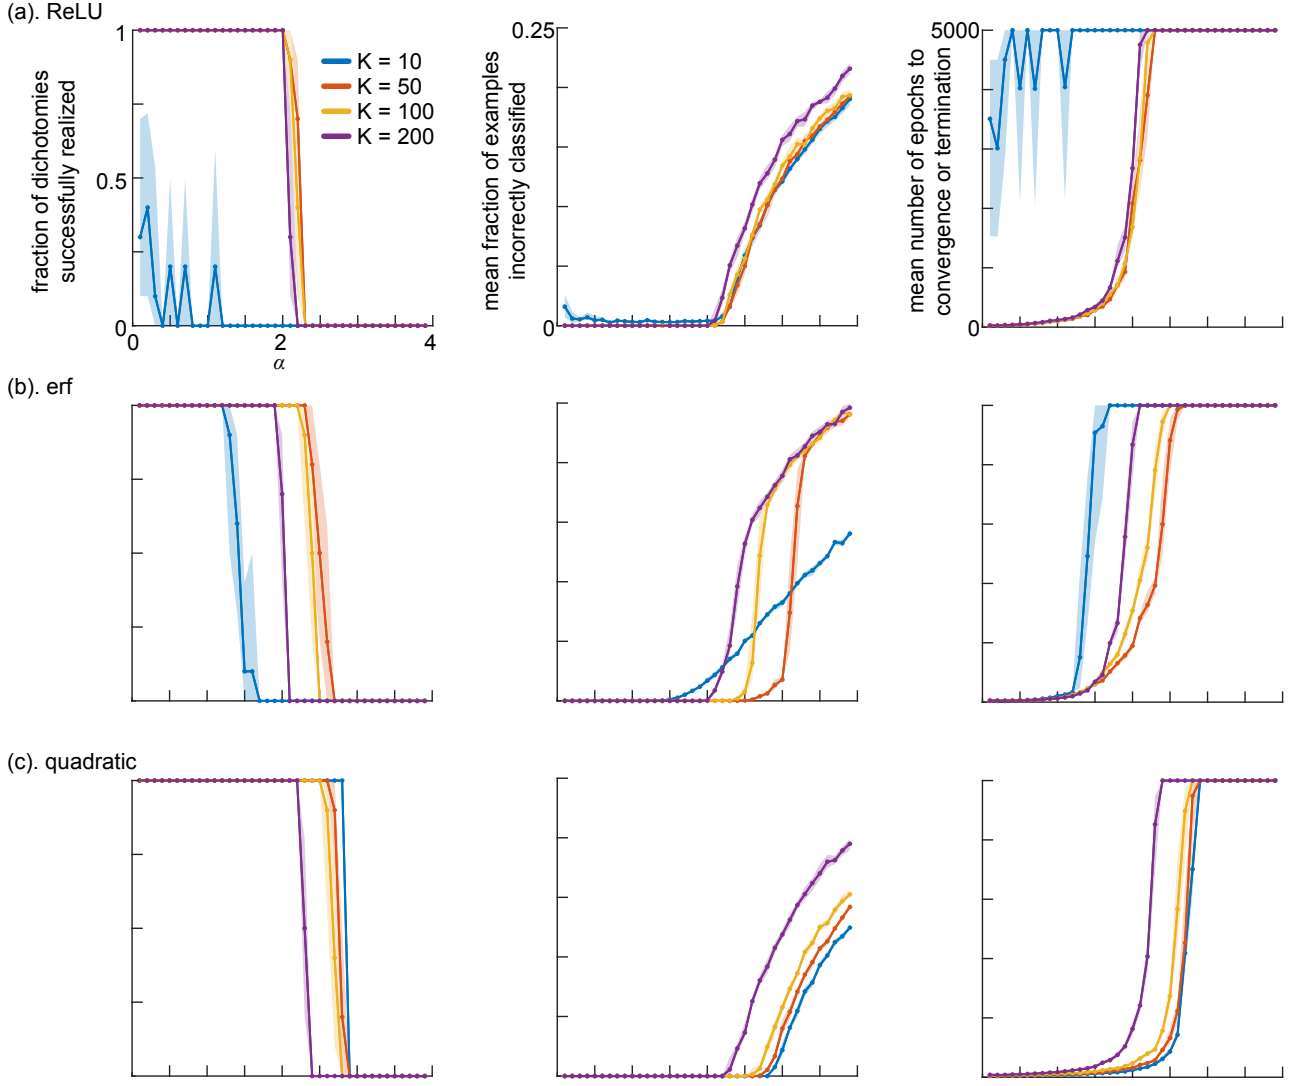 (a). ReLU
fraction of dichotomies
successfully realized
1
0.5
0
0
2
4
α
K = 10
K = 50
K = 100
K = 200
mean fraction of examples
incorrectly classified
0.25
0
mean number of epochs to
convergence or termination
5000
0
(b). erf
(c). quadratic